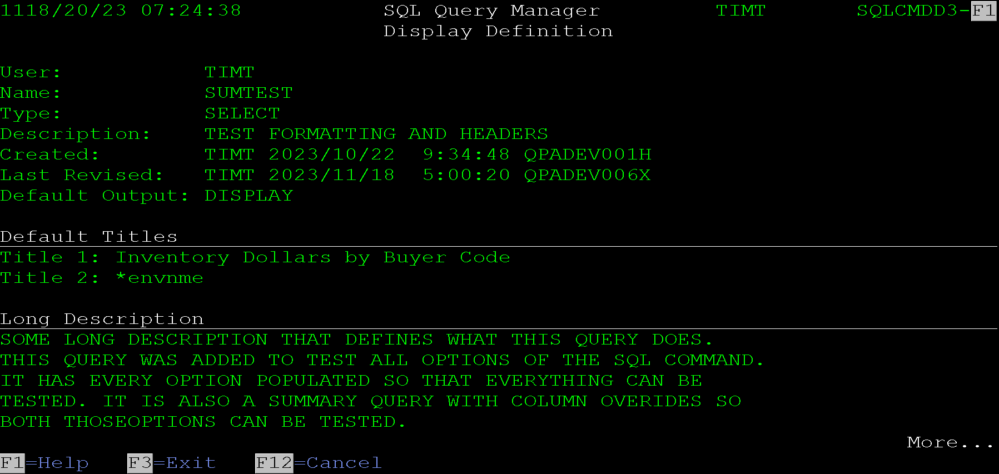 1118/20/23 07:24:38 SQL Query Manager TIMT SQLCMDD3-F1
Display Definition
User: TIMT
Name: SUMTEST
Type: SELECT
Description: TEST FORMATTING AND HEADERS
Created: TIMT 2023/10/22 9:34:48 QPADEV001H
Last Revised: TIMT 2023/11/18 5:00:20 QPADEV006X
Default Output: DISPLAY
Default Titles
Title 1: Inventory Dollars by Buyer Code
Title 2: *envnme
Long Description
SOME LONG DESCRIPTION THAT DEFINES WHAT THIS QUERY DOES.
THIS QUERY WAS ADDED TO TEST ALL OPTIONS OF THE SQL COMMAND.
IT HAS EVERY OPTION POPULATED SO THAT EVERYTHING CAN BE
TESTED. IT IS ALSO A SUMMARY QUERY WITH COLUMN OVERIDES SO
BOTH THOSEOPTIONS CAN BE TESTED.
More...
F1=Help F3=Exit F12=Cancel